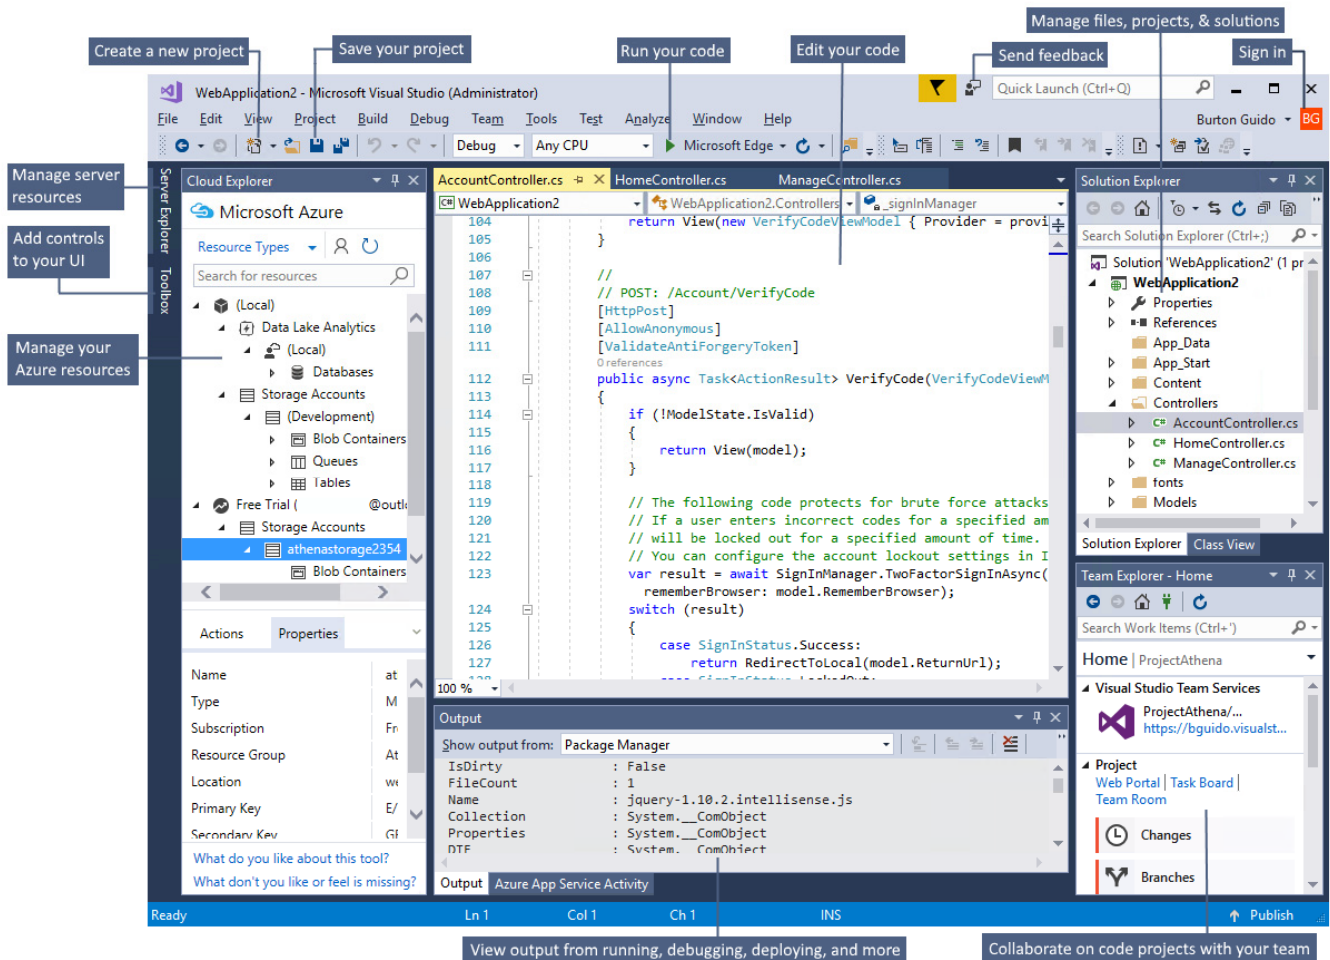 Manage files, projects, & solutions
Create a new project
Save your project
Run your code
Edit your code
Send feedback
Sign in
WebApplication2 - Microsoft Visual Studio (Administrator)
Quick Launch (Ctrl+Q)
File Edit View Project Build Debug Team Tools Test Analyze Window Help
Burton Guido BG
Debug Any CPU Microsoft Edge
Manage server
resources
Add controls
to your UI
Manage your
Azure resources
Server Explorer
Toolbox
Cloud Explorer
Microsoft Azure
Resource Types
Search for resources
(Local)
Data Lake Analytics
(Local)
Databases
Storage Accounts
(Development)
Blob Containers
Queues
Tables
Free Trial ( @outl
Storage Accounts
athenastorage2354
Blob Containers
Actions Properties
Name at
Type M
Subscription Fr
Resource Group At
Location we
Primary Key E/
Secondary Key GF
What do you like about this tool?
What don't you like or feel is missing?
AccountController.cs HomeController.cs ManageController.cs
C# WebApplication2 WebApplication2.Controllers _signInManager
104 return View(new VerifyCodeViewModel { Provider = provi
105 }
106
107 //
108 // POST: /Account/VerifyCode
109 [HttpPost]
110 [AllowAnonymous]
111 [ValidateAntiForgeryToken]
0 references
112 public async Task<ActionResult> VerifyCode(VerifyCodeViewM
113 {
114 if (!ModelState.IsValid)
115 {
116 return View(model);
117 }
118
119 // The following code protects for brute force attacks
120 // If a user enters incorrect codes for a specified am
121 // will be locked out for a specified amount of time.
122 // You can configure the account lockout settings in I
123 var result = await SignInManager.TwoFactorSignInAsync(
rememberBrowser: model.RememberBrowser);
124 switch (result)
125 {
126 case SignInStatus.Success:
127 return RedirectToLocal(model.ReturnUrl);
128 case SignInStatus.LockedOut:
100 %
Output
Show output from: Package Manager
IsDirty : False
FileCount : 1
Name : jquery-1.10.2.intellisense.js
Collection : System.__ComObject
Properties : System.__ComObject
DTE : System.__ComObject
Output Azure App Service Activity
Solution Explorer
Search Solution Explorer (Ctrl+;)
Solution 'WebApplication2' (1 pr
WebApplication2
Properties
References
App_Data
App_Start
Content
Controllers
C# AccountController.cs
C# HomeController.cs
C# ManageController.cs
fonts
Models
Solution Explorer Class View
Team Explorer - Home
Search Work Items (Ctrl+')
Home | ProjectAthena
Visual Studio Team Services
ProjectAthena/...
https://bguido.visualst...
Project
Web Portal | Task Board |
Team Room
Changes
Branches
Ready Ln 1 Col 1 Ch 1 INS Publish
View output from running, debugging, deploying, and more
Collaborate on code projects with your team